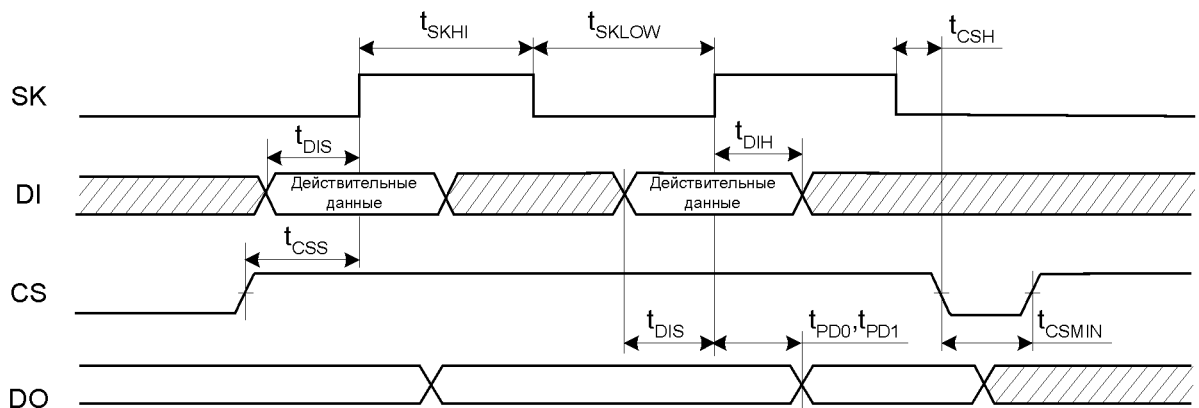 tSKHI
tSKLOW
tCSH
SK
tDIS
tDIH
DI
Действительные
данные
Действительные
данные
tCSS
CS
tDIS
tPD0,tPD1
tCSMIN
DO